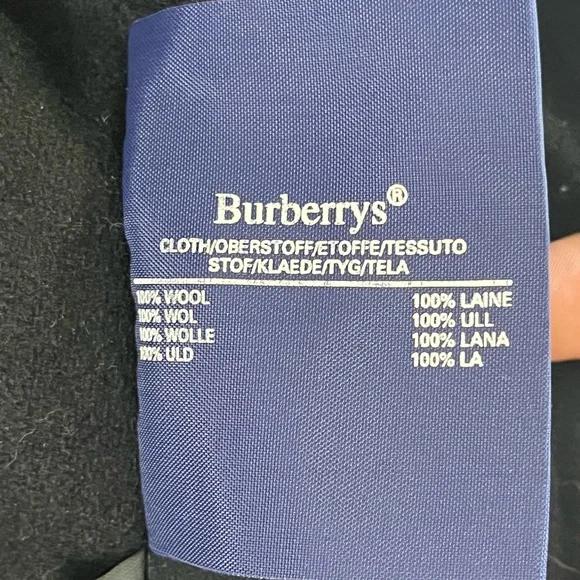 Burberrys®
CLOTH/OBERSTOFF/ETOFFE/TESSUTO
STOF/KLAEDE/TYG/TELA
100% WOOL 100% LAINE
100% WOL 100% ULL
100% WOLLE 100% LANA
100% ULD 100% LA